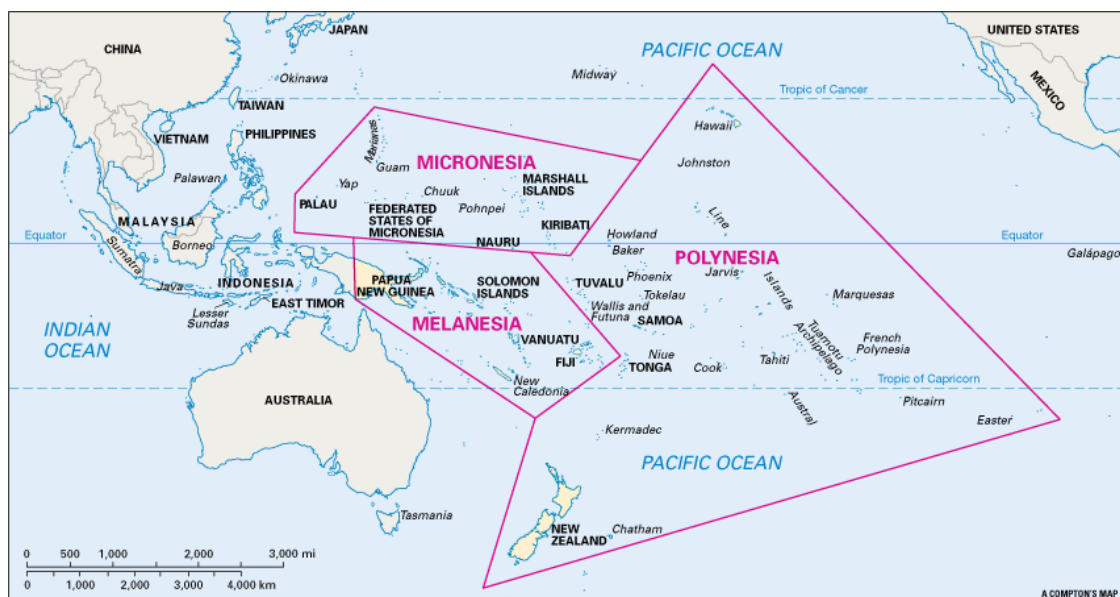 JAPAN
CHINA
UNITED STATES
PACIFIC OCEAN
Okinawa
Midway
MEXICO
Tropic of Cancer
TAIWAN
Hawaii
VIETNAM
PHILIPPINES
Marianas
MICRONESIA
Johnston
Guam
Palawan
Yap
Chuuk
MARSHALL
ISLANDS
PALAU
FEDERATED
STATES OF
MICRONESIA
Pohnpei
Line
MALAYSIA
KIRIBATI
Equator
Borneo
NAURU
Howland
Baker
Equator
Galápago
Sumatra
POLYNESIA
INDONESIA
PAPUA
NEW GUINEA
SOLOMON
ISLANDS
TUVALU
Phoenix
Jarvis
Islands
Java
Tokelau
Marquesas
EAST TIMOR
Lesser
Sundas
Wallis and
Futuna
SAMOA
MELANESIA
INDIAN
OCEAN
VANUATU
Tuamotu
Archipelago
French
Polynesia
FIJI
Niue
TONGA
Cook
Tahiti
New
Caledonia
Tropic of Capricorn
AUSTRALIA
Austral
Pitcairn
Easter
Kermadec
PACIFIC OCEAN
Tasmania
NEW
ZEALAND
Chatham
0 500 1,000 2,000 3,000 mi
0 1,000 2,000 3,000 4,000 km
A COMPTON'S MAP